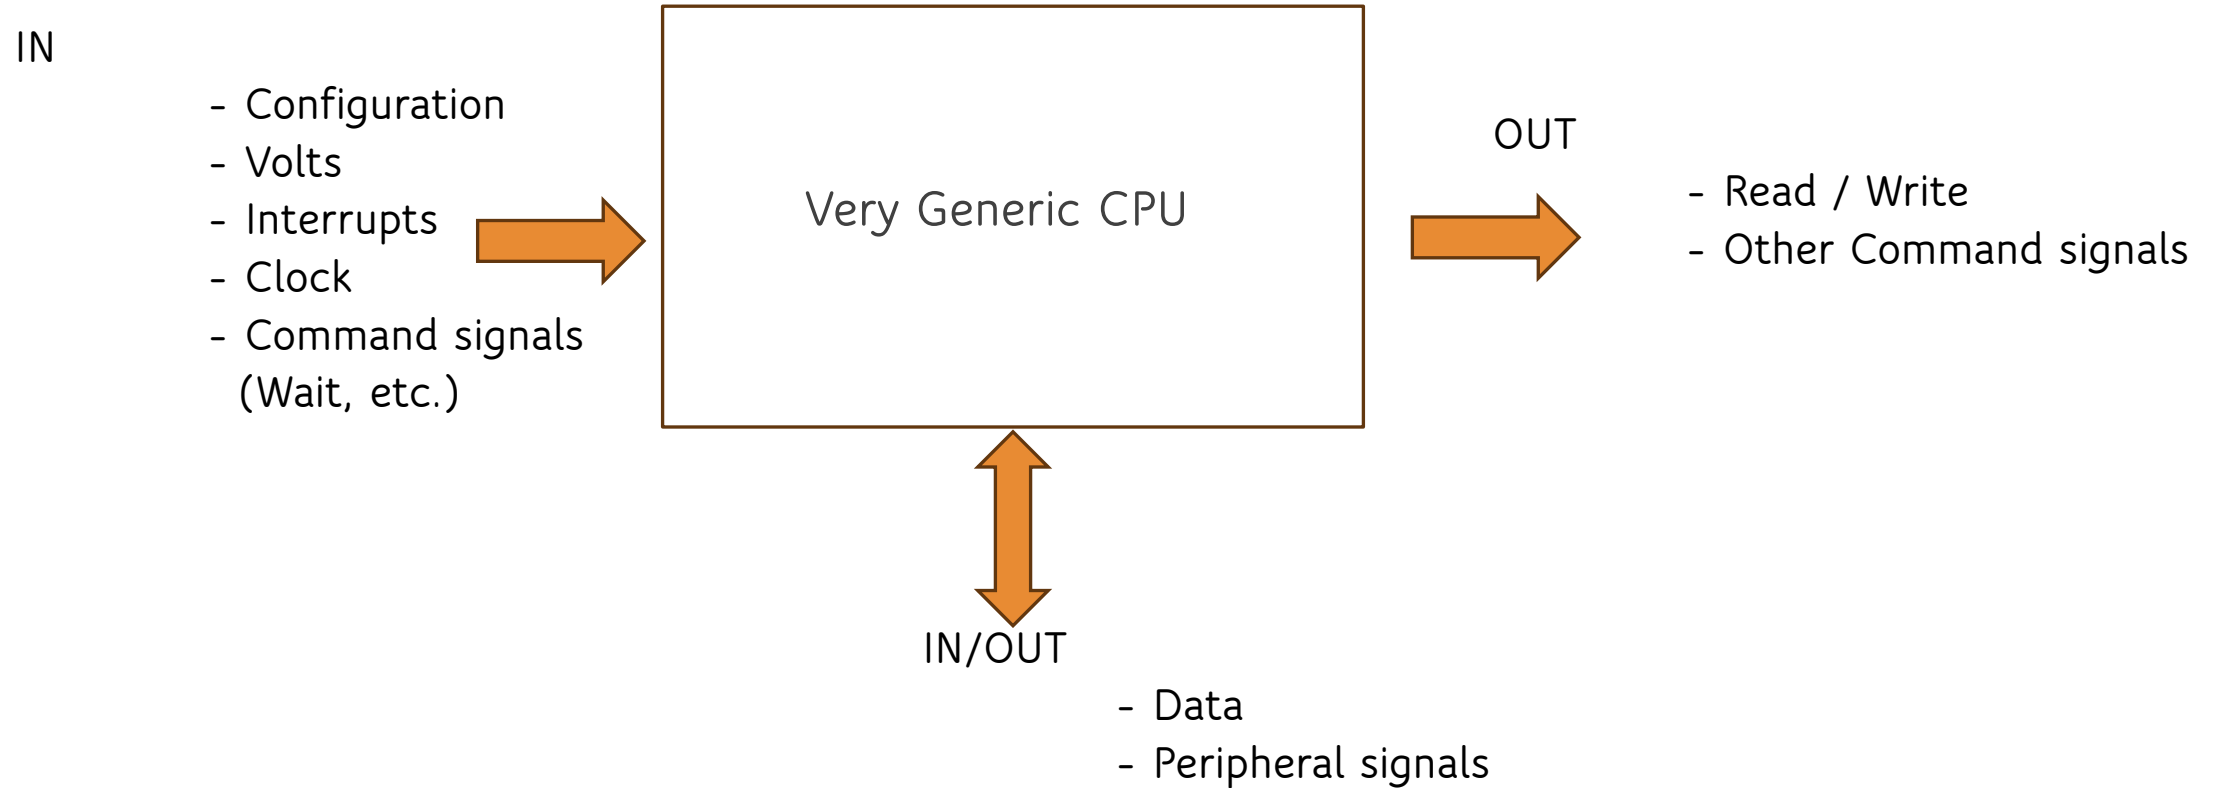 IN
- Configuration
- Volts
- Interrupts
- Clock
- Command signals
(Wait, etc.)
Very Generic CPU
OUT
- Read / Write
- Other Command signals
IN/OUT
- Data
- Peripheral signals